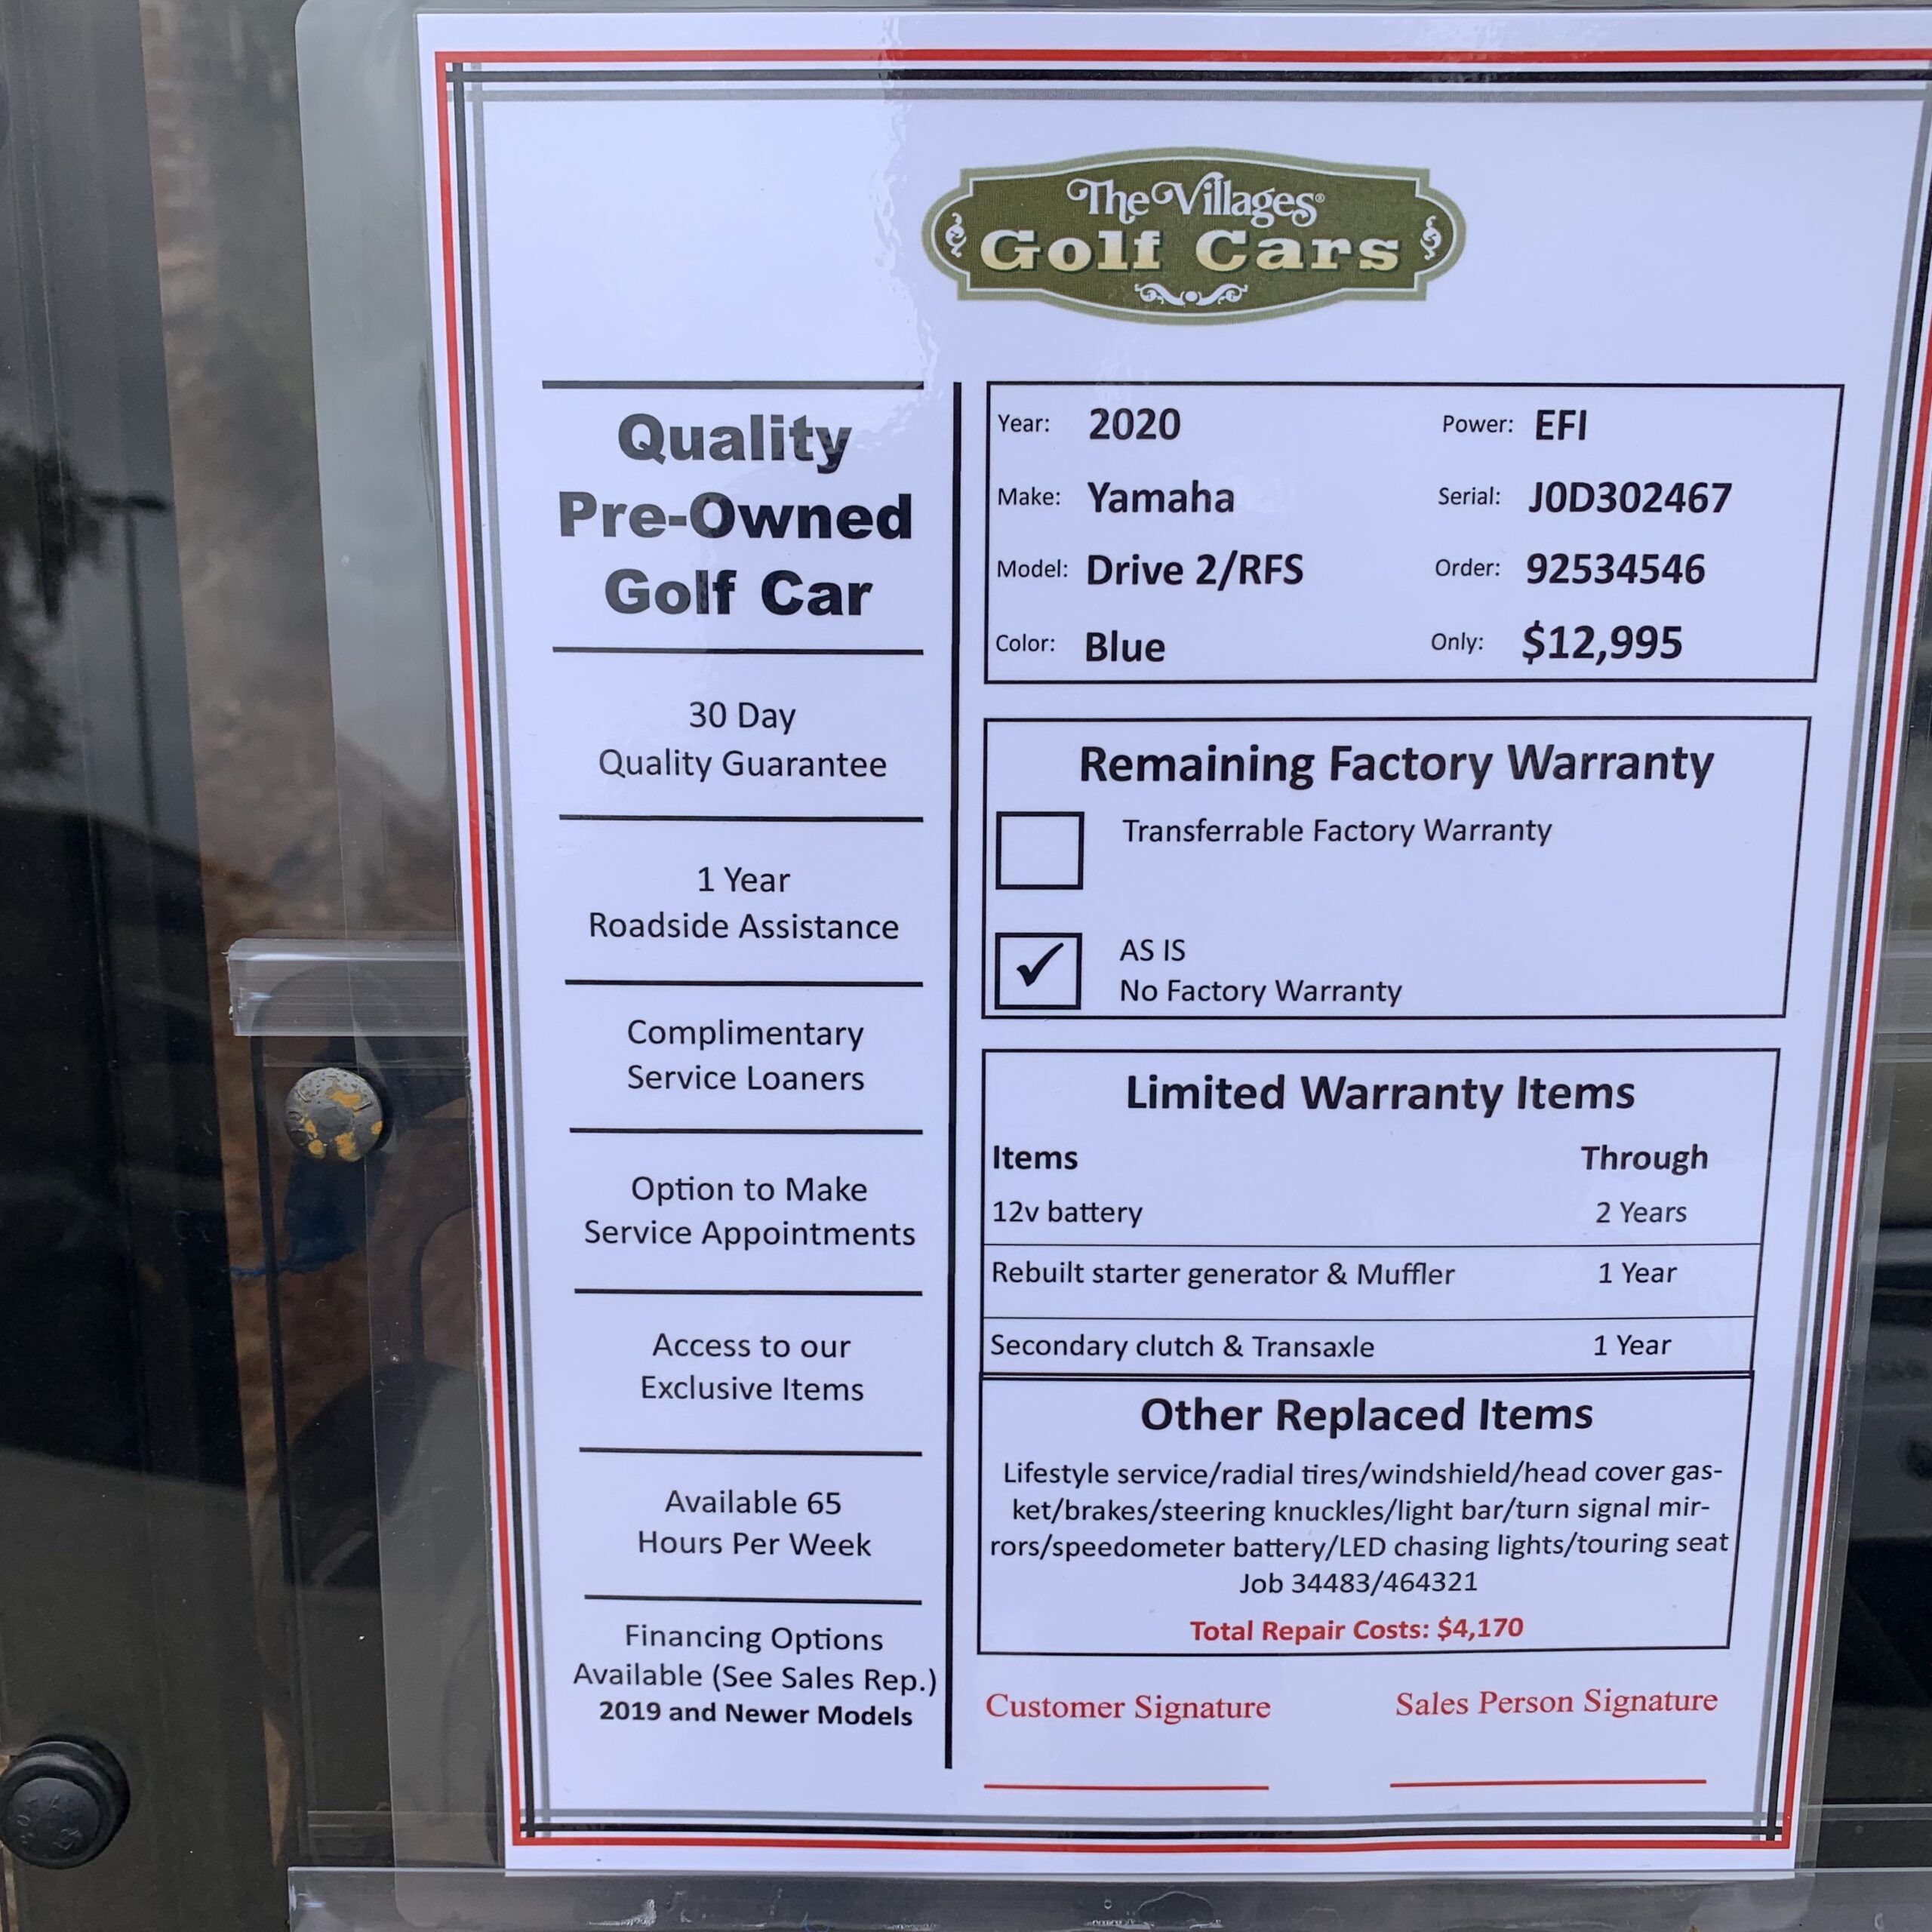 The Villages®
Golf Cars
Quality
Pre-Owned
Golf Car
30 Day
Quality Guarantee
1 Year
Roadside Assistance
Complimentary
Service Loaners
Option to Make
Service Appointments
Access to our
Exclusive Items
Available 65
Hours Per Week
Financing Options
Available (See Sales Rep.)
2019 and Newer Models
Year: 2020 Power: EFI
Make: Yamaha Serial: J0D302467
Model: Drive 2/RFS Order: 92534546
Color: Blue Only: $12,995
Remaining Factory Warranty
Transferrable Factory Warranty
✓ AS IS
No Factory Warranty
Limited Warranty Items
Items Through
12v battery 2 Years
Rebuilt starter generator & Muffler 1 Year
Secondary clutch & Transaxle 1 Year
Other Replaced Items
Lifestyle service/radial tires/windshield/head cover gas-
ket/brakes/steering knuckles/light bar/turn signal mir-
rors/speedometer battery/LED chasing lights/touring seat
Job 34483/464321
Total Repair Costs: $4,170
Customer Signature Sales Person Signature